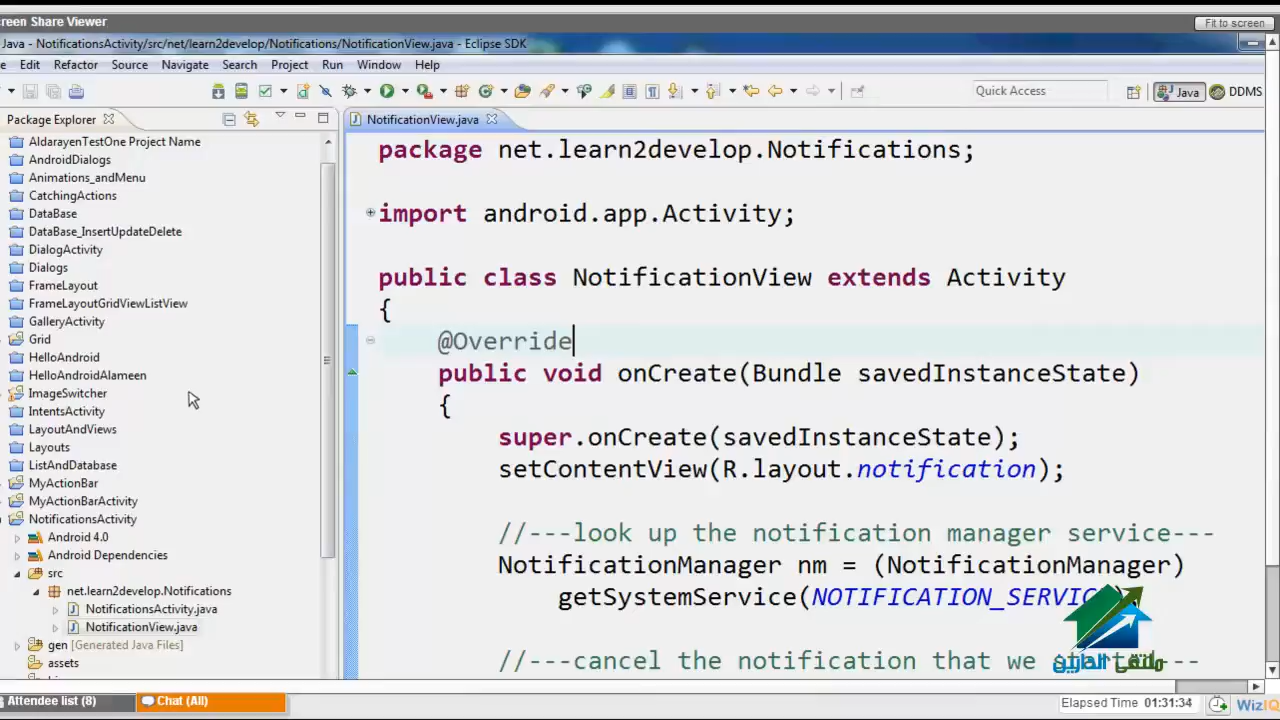 reen Share Viewer
Fit to screen
Java - NotificationsActivity/src/net/learn2develop/Notifications/NotificationView.java - Eclipse SDK
e Edit Refactor Source Navigate Search Project Run Window Help
Quick Access
Java
DDMS
Package Explorer
NotificationView.java
AldarayenTestOne Project Name
AndroidDialogs
Animations_andMenu
CatchingActions
DataBase
DataBase_InsertUpdateDelete
DialogActivity
Dialogs
FrameLayout
FrameLayoutGridViewListView
GalleryActivity
Grid
HelloAndroid
HelloAndroidAlameen
ImageSwitcher
IntentsActivity
LayoutAndViews
Layouts
ListAndDatabase
MyActionBar
MyActionBarActivity
NotificationsActivity
Android 4.0
Android Dependencies
src
net.learn2develop.Notifications
NotificationsActivity.java
NotificationView.java
gen [Generated Java Files]
assets
package net.learn2develop.Notifications;
import android.app.Activity;
public class NotificationView extends Activity
{
@Override
public void onCreate(Bundle savedInstanceState)
{
super.onCreate(savedInstanceState);
setContentView(R.layout.notification);
//---look up the notification manager service---
NotificationManager nm = (NotificationManager)
getSystemService(NOTIFICATION_SERVIC
//---cancel the notification that we st
ملتقى الدارين
Attendee list (8)
Chat (All)
Elapsed Time 01:31:34
WizIQ